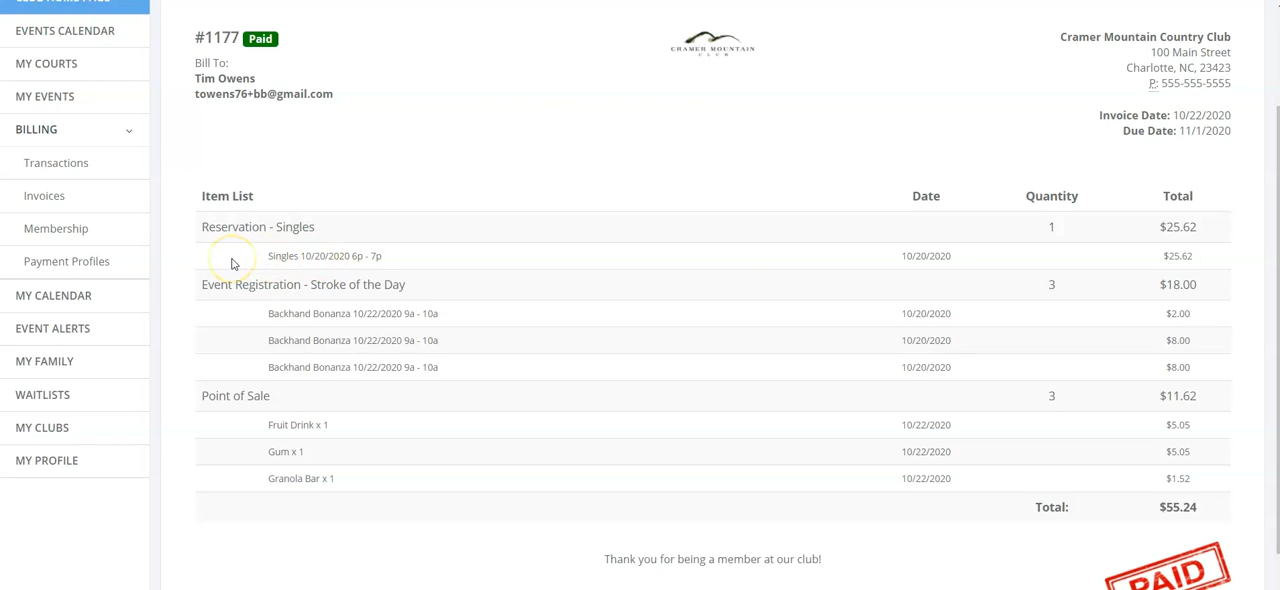 EVENTS CALENDAR
MY COURTS
MY EVENTS
BILLING
Transactions
Invoices
Membership
Payment Profiles
MY CALENDAR
EVENT ALERTS
MY FAMILY
WAITLISTS
MY CLUBS
MY PROFILE
#1177 Paid
Bill To:
Tim Owens
towens76+bb@gmail.com
CRAMER MOUNTAIN
CLUB
Cramer Mountain Country Club
100 Main Street
Charlotte, NC, 23423
P: 555-555-5555
Invoice Date: 10/22/2020
Due Date: 11/1/2020
Item List Date Quantity Total
Reservation - Singles 1 $25.62
Singles 10/20/2020 6p - 7p 10/20/2020 $25.62
Event Registration - Stroke of the Day 3 $18.00
Backhand Bonanza 10/22/2020 9a - 10a 10/20/2020 $2.00
Backhand Bonanza 10/22/2020 9a - 10a 10/20/2020 $8.00
Backhand Bonanza 10/22/2020 9a - 10a 10/20/2020 $8.00
Point of Sale 3 $11.62
Fruit Drink x 1 10/22/2020 $5.05
Gum x 1 10/22/2020 $5.05
Granola Bar x 1 10/22/2020 $1.52
Total: $55.24
Thank you for being a member at our club!
PAID